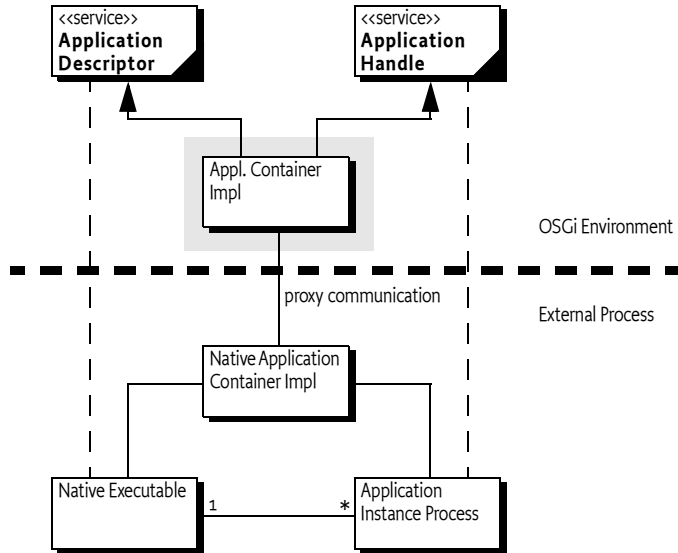 <<service>>
Application
Descriptor
<<service>>
Application
Handle
Appl. Container
Impl
OSGi Environment
proxy communication
External Process
Native Application
Container Impl
Native Executable
1
*
Application
Instance Process